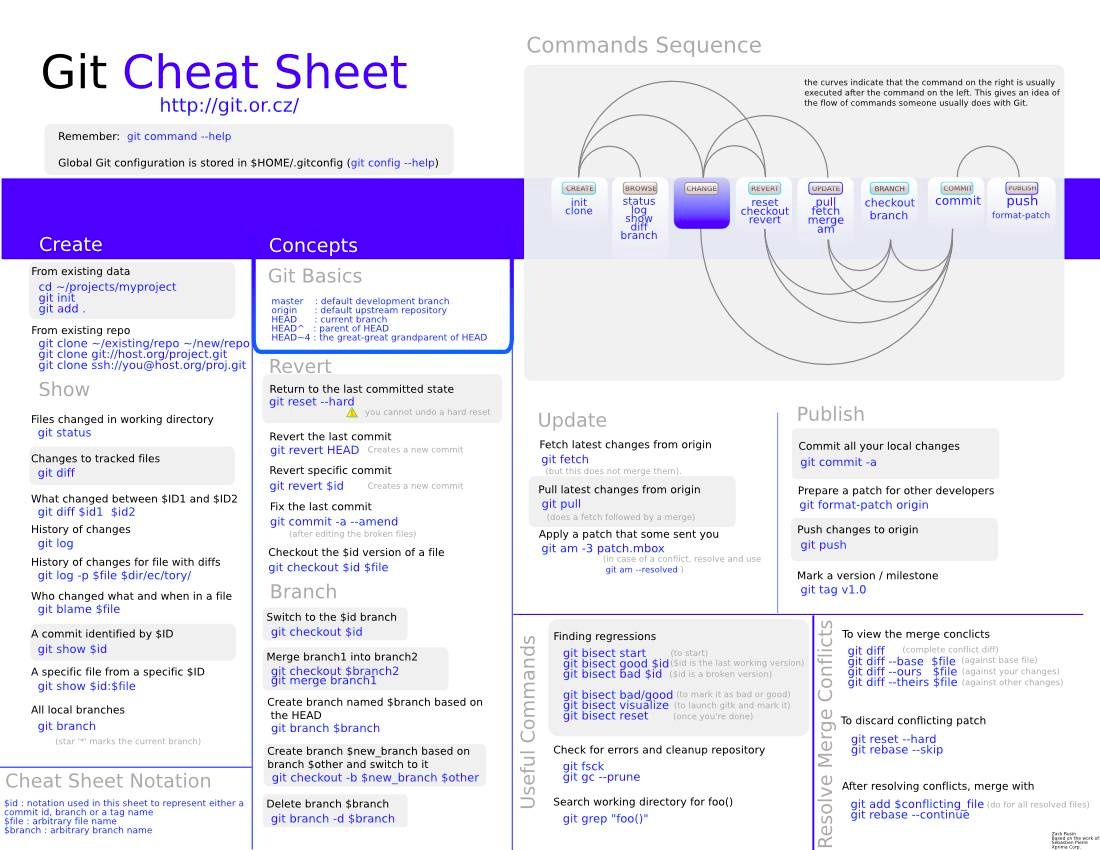 Git Cheat Sheet
http://git.or.cz/
Remember: git command --help
Global Git configuration is stored in $HOME/.gitconfig (git config --help)
Commands Sequence
the curves indicate that the command on the right is usually
executed after the command on the left. This gives an idea of
the flow of commands someone usually does with Git.
CREATE
init
clone
BROWSE
status
log
show
diff
branch
CHANGE
REVERT
reset
checkout
revert
UPDATE
pull
fetch
merge
am
BRANCH
checkout
branch
COMMIT
commit
PUBLISH
push
format-patch
Create
From existing data
cd ~/projects/myproject
git init
git add .
From existing repo
git clone ~/existing/repo ~/new/repo
git clone git://host.org/project.git
git clone ssh://you@host.org/proj.git
Show
Files changed in working directory
git status
Changes to tracked files
git diff
What changed between $ID1 and $ID2
git diff $id1 $id2
History of changes
git log
History of changes for file with diffs
git log -p $file $dir/ec/tory/
Who changed what and when in a file
git blame $file
A commit identified by $ID
git show $id
A specific file from a specific $ID
git show $id:$file
All local branches
git branch
(star '*' marks the current branch)
Cheat Sheet Notation
$id : notation used in this sheet to represent either a
commit id, branch or a tag name
$file : arbitrary file name
$branch : arbitrary branch name
Concepts
Git Basics
master : default development branch
origin : default upstream repository
HEAD : current branch
HEAD^ : parent of HEAD
HEAD~4 : the great-great grandparent of HEAD
Revert
Return to the last committed state
git reset --hard
you cannot undo a hard reset
Revert the last commit
git revert HEAD Creates a new commit
Revert specific commit
git revert $id Creates a new commit
Fix the last commit
git commit -a --amend
(after editing the broken files)
Checkout the $id version of a file
git checkout $id $file
Branch
Switch to the $id branch
git checkout $id
Merge branch1 into branch2
git checkout $branch2
git merge branch1
Create branch named $branch based on
the HEAD
git branch $branch
Create branch $new_branch based on
branch $other and switch to it
git checkout -b $new_branch $other
Delete branch $branch
git branch -d $branch
Update
Fetch latest changes from origin
git fetch
(but this does not merge them).
Pull latest changes from origin
git pull
(does a fetch followed by a merge)
Apply a patch that some sent you
git am -3 patch.mbox
(in case of a conflict, resolve and use
git am --resolved )
Publish
Commit all your local changes
git commit -a
Prepare a patch for other developers
git format-patch origin
Push changes to origin
git push
Mark a version / milestone
git tag v1.0
Useful Commands
Finding regressions
git bisect start (to start)
git bisect good $id ($id is the last working version)
git bisect bad $id ($id is a broken version)
git bisect bad/good (to mark it as bad or good)
git bisect visualize (to launch gitk and mark it)
git bisect reset (once you're done)
Check for errors and cleanup repository
git fsck
git gc --prune
Search working directory for foo()
git grep "foo()"
Resolve Merge Conflicts
To view the merge conclicts
git diff (complete conflict diff)
git diff --base $file (against base file)
git diff --ours $file (against your changes)
git diff --theirs $file (against other changes)
To discard conflicting patch
git reset --hard
git rebase --skip
After resolving conflicts, merge with
git add $conflicting_file (do for all resolved files)
git rebase --continue
Zack Rusin
Based on the work of
Sébastien Pierre
Xprima Corp.